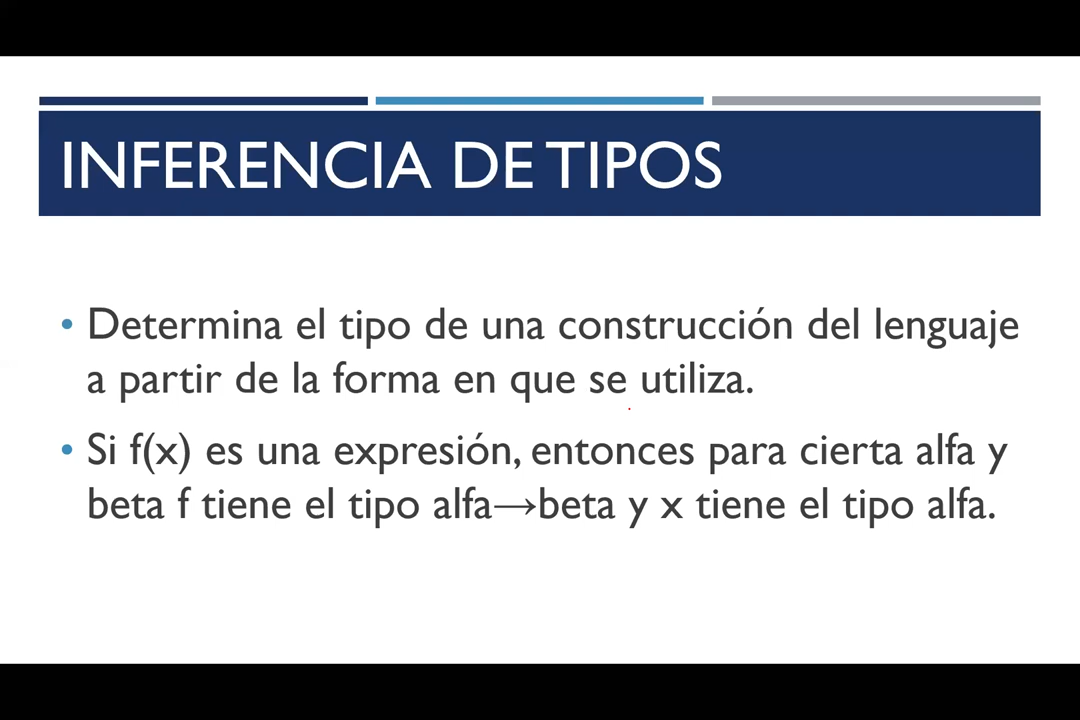 INFERENCIA DE TIPOS
• Determina el tipo de una construcción del lenguaje
a partir de la forma en que se utiliza.
• Si f(x) es una expresión, entonces para cierta alfa y
beta f tiene el tipo alfa→beta y x tiene el tipo alfa.